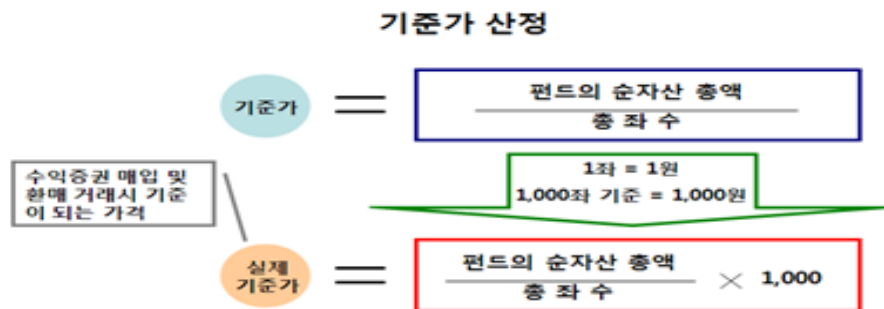 기준가 산정
기준가
펀드의 순자산 총액
총 좌 수
1좌 = 1원
1,000좌 기준 = 1,000원
수익증권 매입 및
환매 거래시 기준
이 되는 가격
실제
기준가
펀드의 순자산 총액
총 좌 수
× 1,000